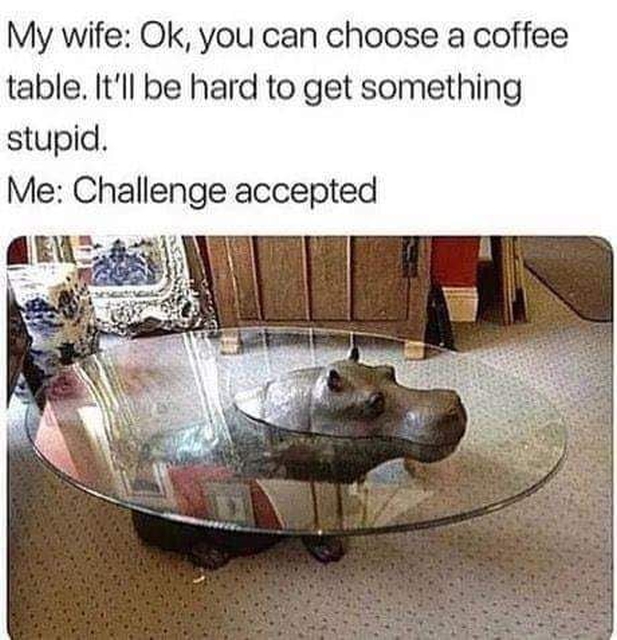 My wife: Ok, you can choose a coffee
table. It'll be hard to get something
stupid.
Me: Challenge accepted